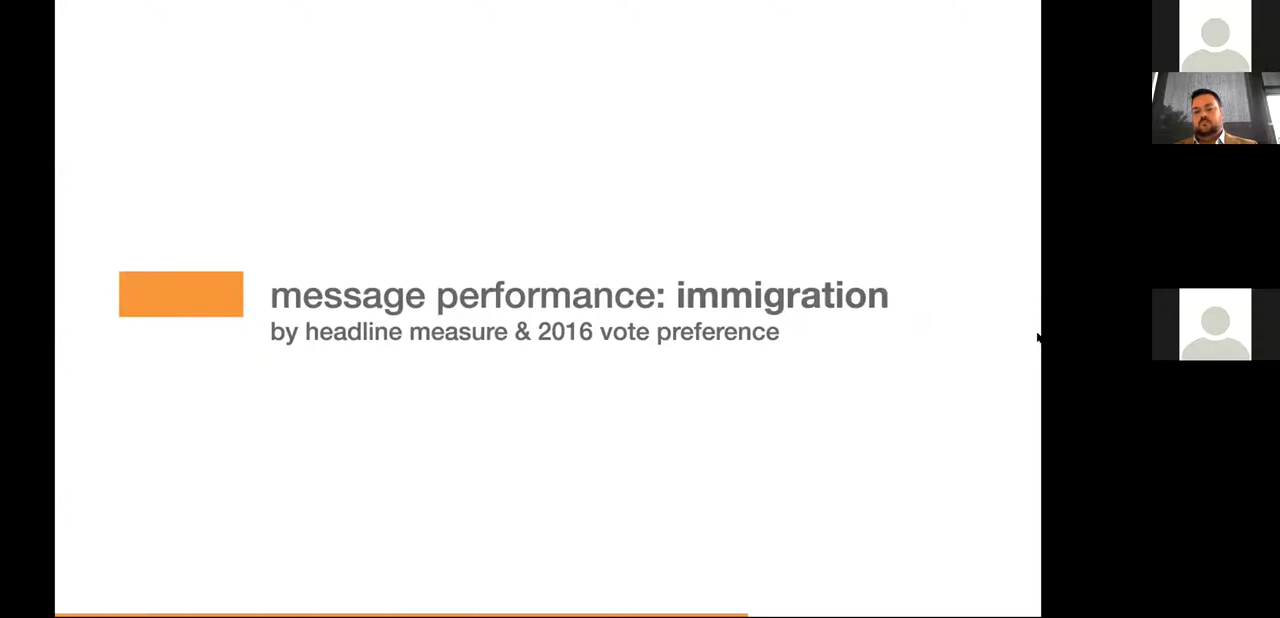 message performance: immigration
by headline measure & 2016 vote preference